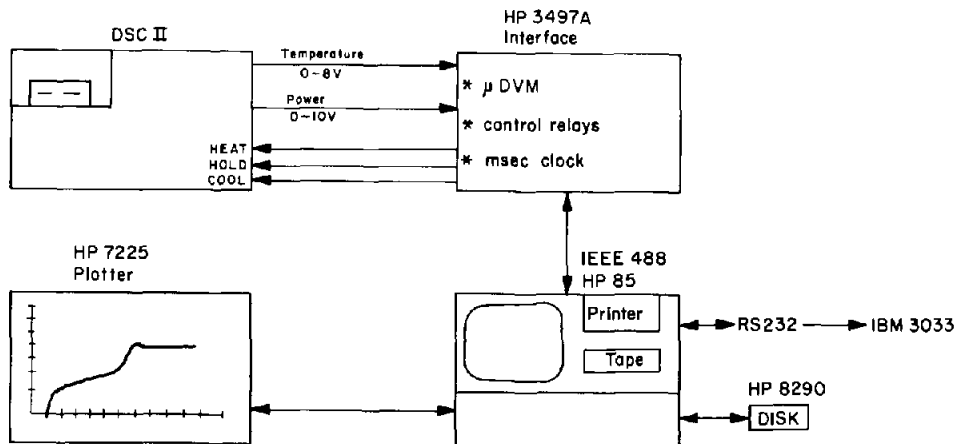 DSC II
HP 3497A
Interface
Temperature
0-8V
Power
0-10V
HEAT
HOLD
COOL
* μ DVM
* control relays
* msec clock
HP 7225
Plotter
IEEE 488
HP 85
Printer
Tape
RS232
IBM 3033
HP 8290
DISK